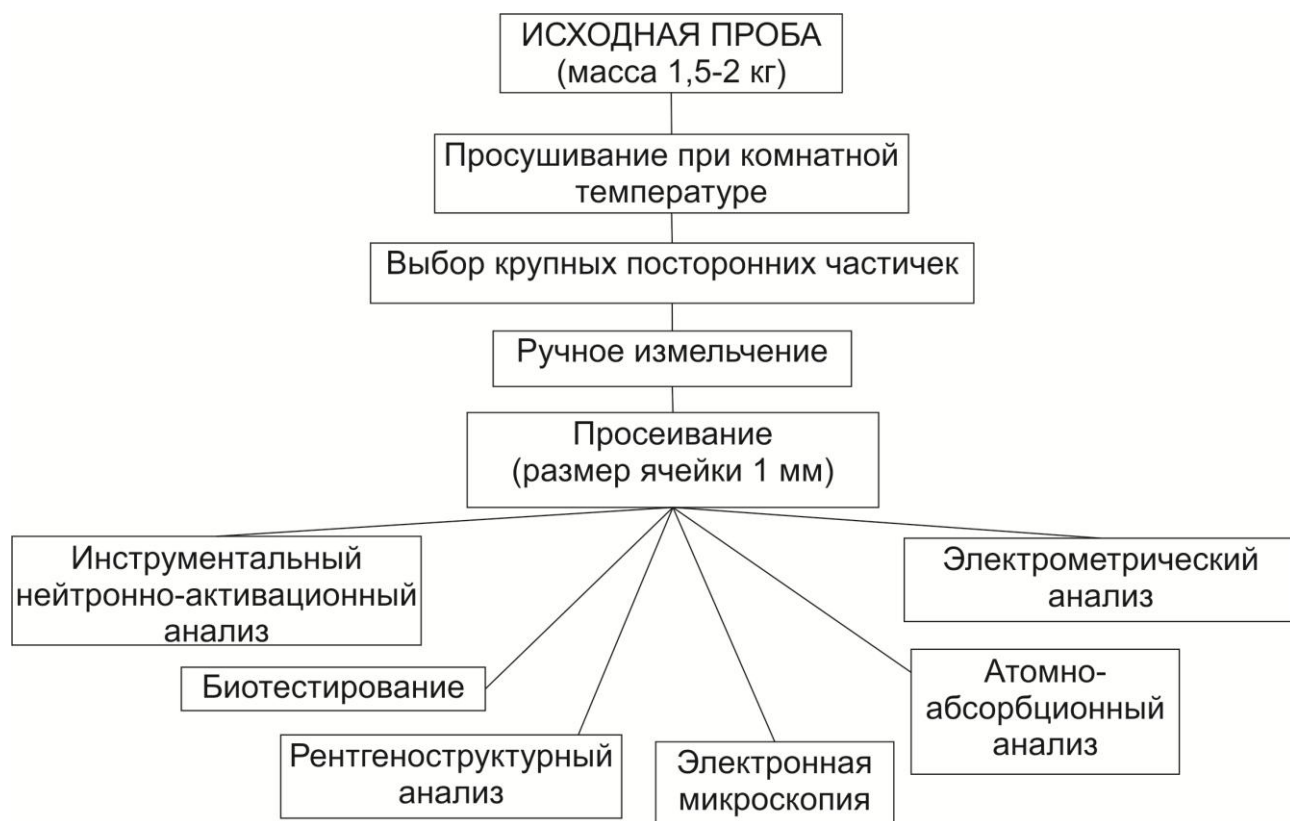 ИСХОДНАЯ ПРОБА
(масса 1,5-2 кг)
Просушивание при комнатной
температуре
Выбор крупных посторонних частичек
Ручное измельчение
Просеивание
(размер ячейки 1 мм)
Инструментальный
нейтронно-активационный
анализ
Электрометрический
анализ
Биотестирование
Атомно-
абсорбционный
анализ
Рентгеноструктурный
анализ
Электронная
микроскопия